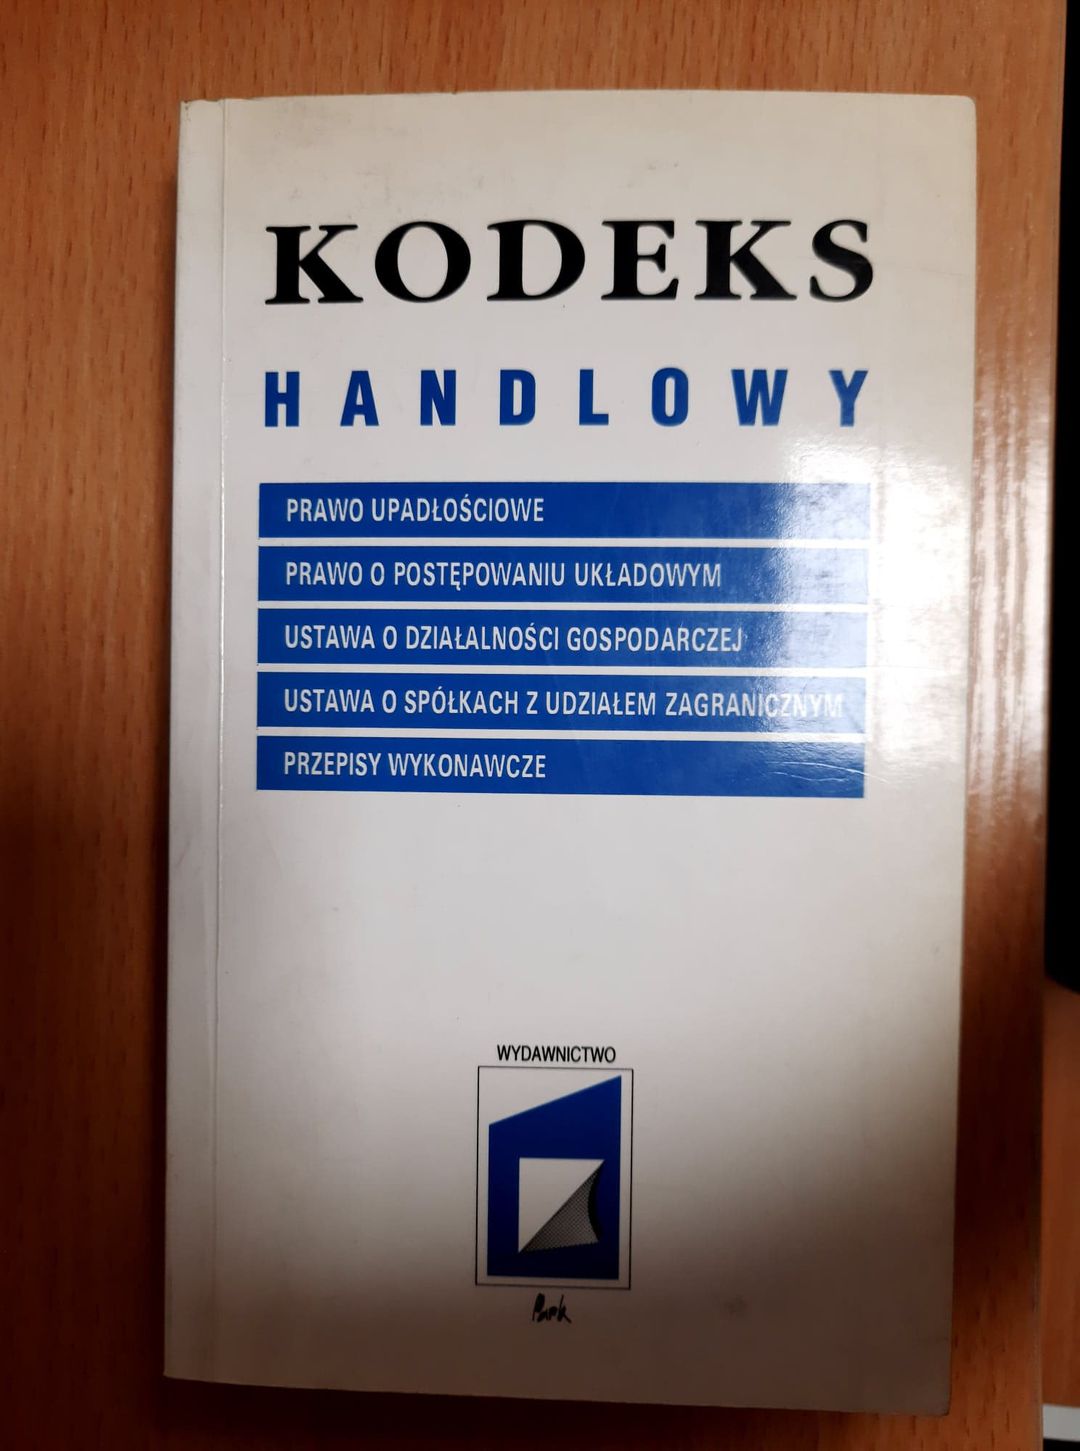 KODEKS
HANDLOWY
PRAWO UPADŁOŚCIOWE
PRAWO O POSTĘPOWANIU UKŁADOWYM
USTAWA O DZIAŁALNOŚCI GOSPODARCZEJ
USTAWA O SPÓŁKACH Z UDZIAŁEM ZAGRANICZNYM
PRZEPISY WYKONAWCZE
WYDAWNICTWO
Park